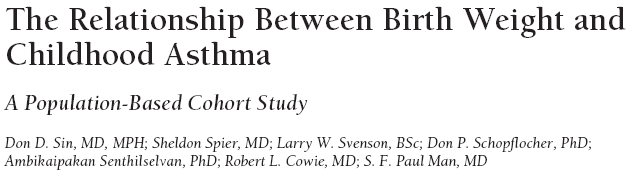 The Relationship Between Birth Weight and
Childhood Asthma
A Population-Based Cohort Study
Don D. Sin, MD, MPH; Sheldon Spier, MD; Larry W. Svenson, BSc; Don P. Schopflocher, PhD;
Ambikaipakan Senthilselvan, PhD; Robert L. Cowie, MD; S. F. Paul Man, MD